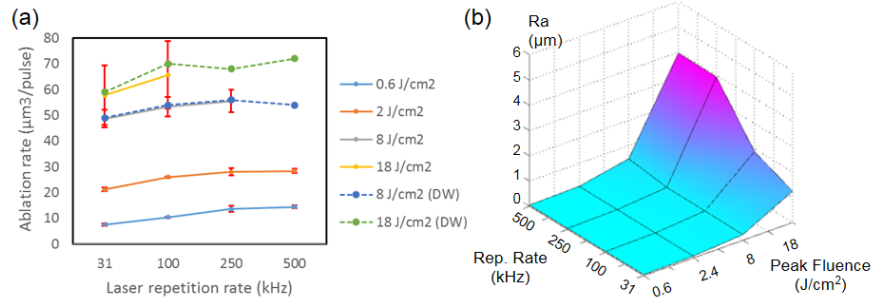 (a)
80
70
60
50
40
30
20
10
0
Ablation rate (µm3/pulse)
31 100 250 500
Laser repetition rate (kHz)
0.6 J/cm2
2 J/cm2
8 J/cm2
18 J/cm2
8 J/cm2 (DW)
18 J/cm2 (DW)
(b)
Ra
(µm)
6
5
4
3
2
1
0
500
250
100
31
Rep. Rate
(kHz)
0.6
2.4
8
18
Peak Fluence
(J/cm²)